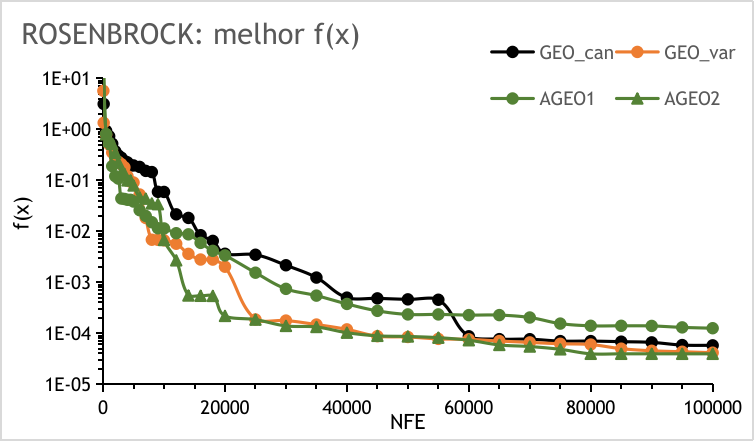 ROSENBROCK: melhor f(x)
GEO_can GEO_var
AGEO1 AGEO2
1E+01
1E+00
1E-01
1E-02
1E-03
1E-04
1E-05
f(x)
0 20000 40000 60000 80000 100000
NFE